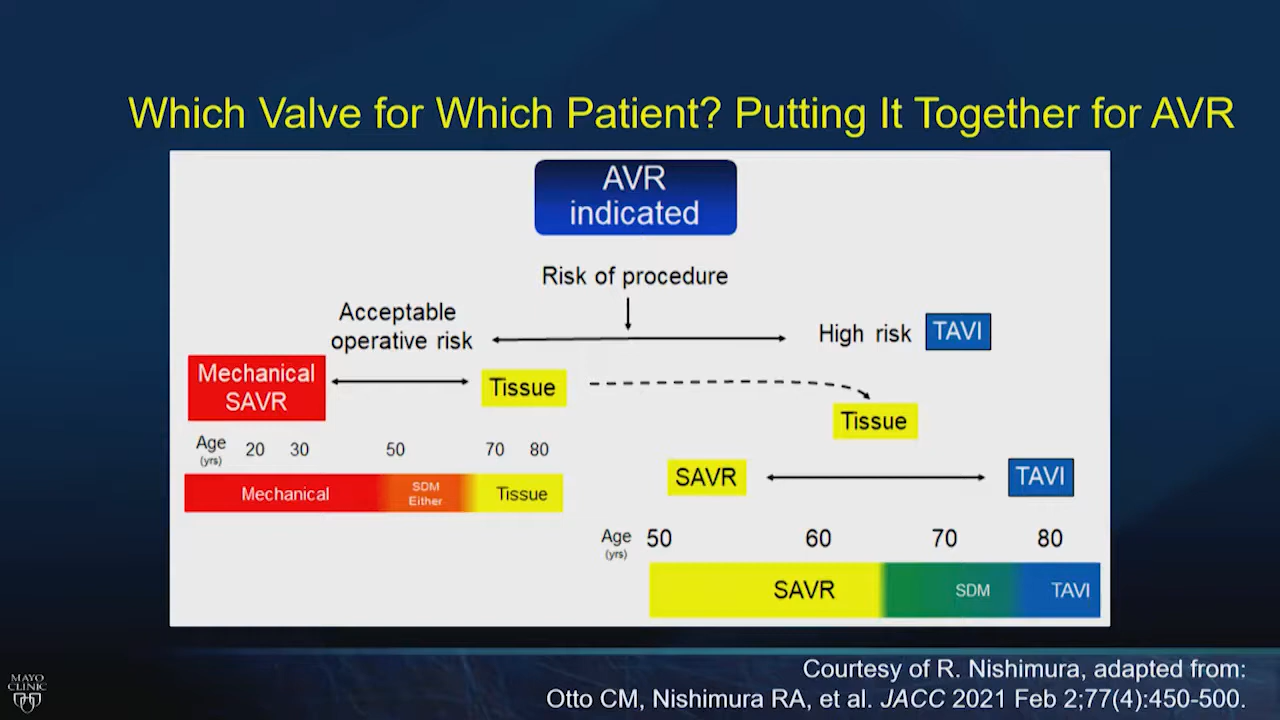 Which Valve for Which Patient? Putting It Together for AVR
AVR
indicated
Risk of procedure
Acceptable
operative risk
High risk
TAVI
Mechanical
SAVR
Tissue
Tissue
Age
(yrs)
20 30 50 70 80
Mechanical
SDM
Either
Tissue
SAVR
TAVI
Age
(yrs)
50 60 70 80
SAVR
SDM
TAVI
Courtesy of R. Nishimura, adapted from:
Otto CM, Nishimura RA, et al. JACC 2021 Feb 2;77(4):450-500.
MAYO
CLINIC